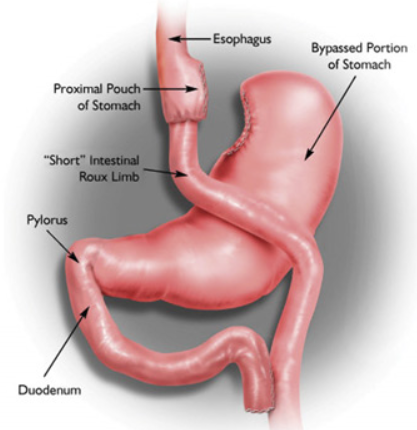 Esophagus
Bypassed Portion
of Stomach
Proximal Pouch
of Stomach
“Short” Intestinal
Roux Limb
Pylorus
Duodenum